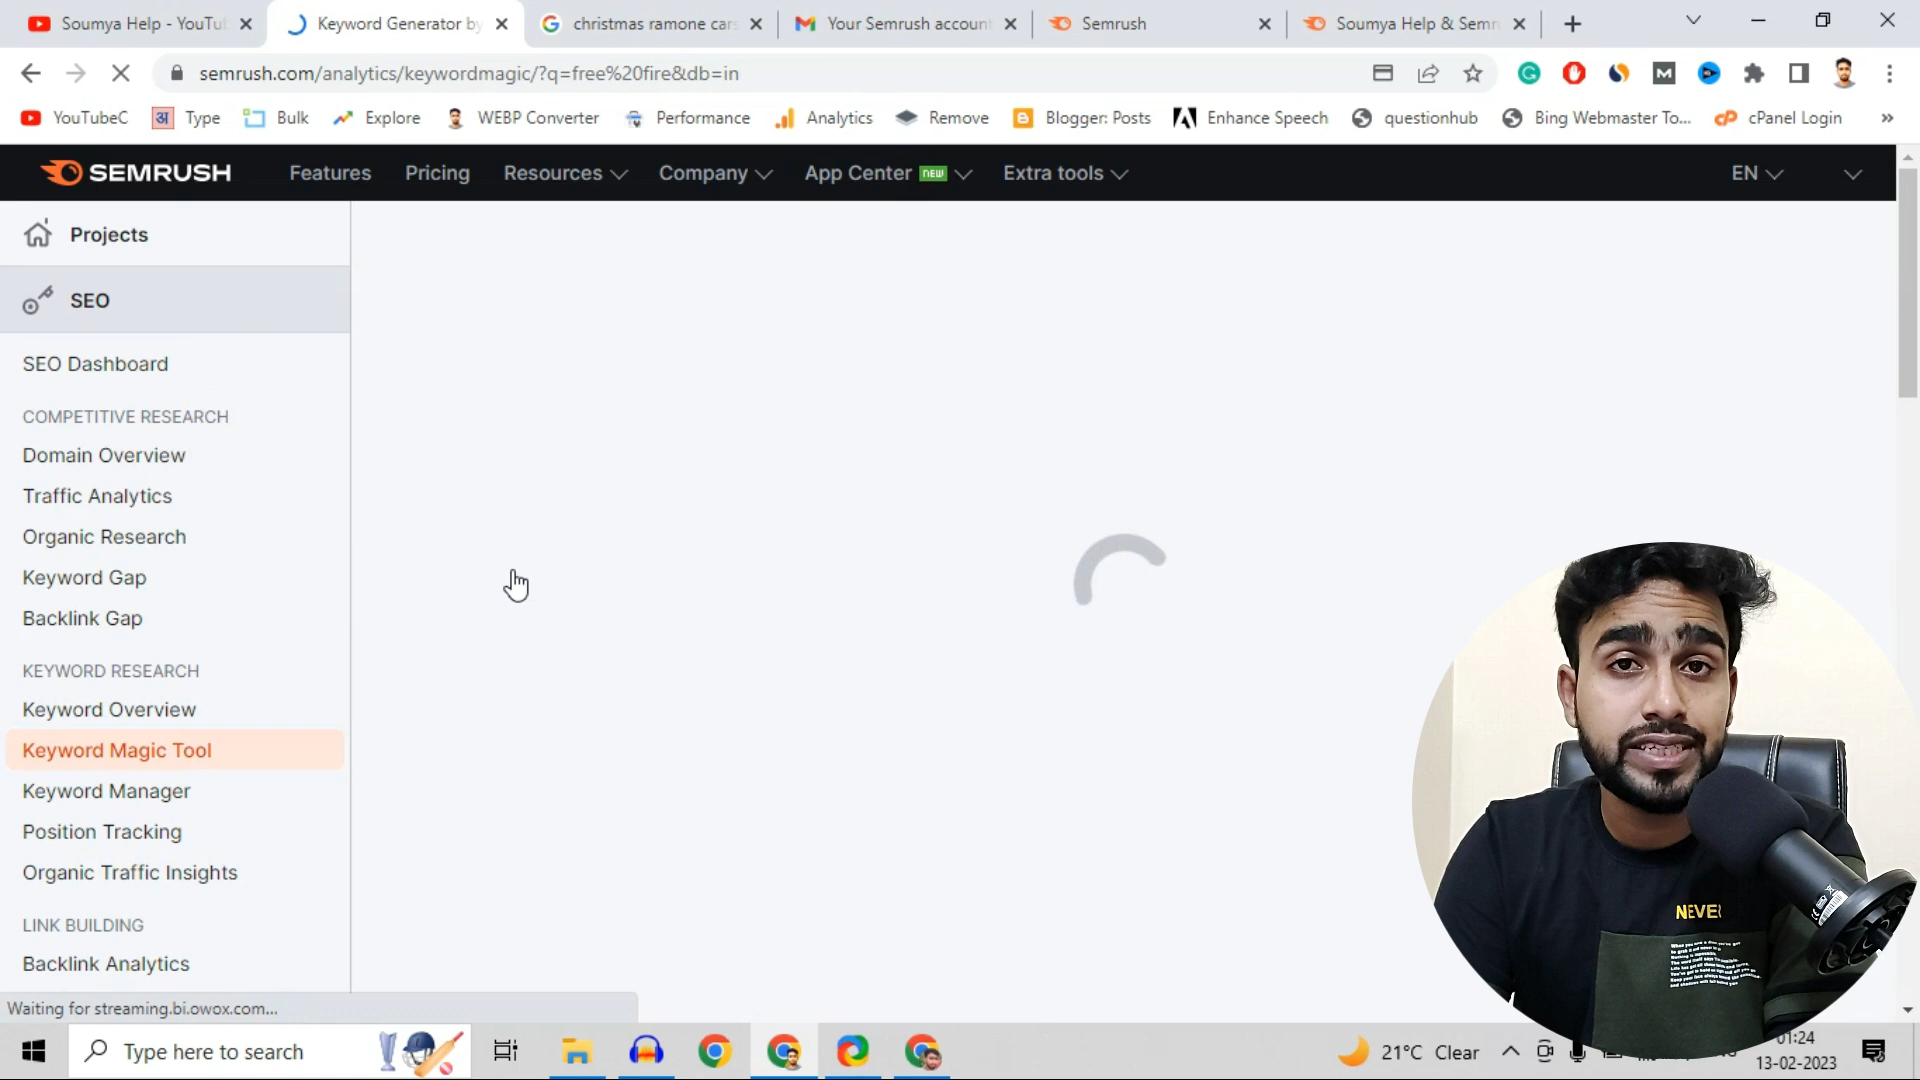 Soumya Help - YouTu
Keyword Generator by
christmas ramone cars
Your Semrush account
Semrush
Soumya Help & Semr
semrush.com/analytics/keywordmagic/?q=free%20fire&db=in
YouTubeC
अ Type
Bulk
Explore
WEBP Converter
Performance
Analytics
Remove
Blogger: Posts
Enhance Speech
questionhub
Bing Webmaster To...
cP cPanel Login
»
SEMRUSH
Features
Pricing
Resources
Company
App Center NEW
Extra tools
EN
Projects
SEO
SEO Dashboard
COMPETITIVE RESEARCH
Domain Overview
Traffic Analytics
Organic Research
Keyword Gap
Backlink Gap
KEYWORD RESEARCH
Keyword Overview
Keyword Magic Tool
Keyword Manager
Position Tracking
Organic Traffic Insights
LINK BUILDING
Backlink Analytics
Waiting for streaming.bi.owox.com...
NEVER
Type here to search
21°C Clear
01:24
13-02-2023